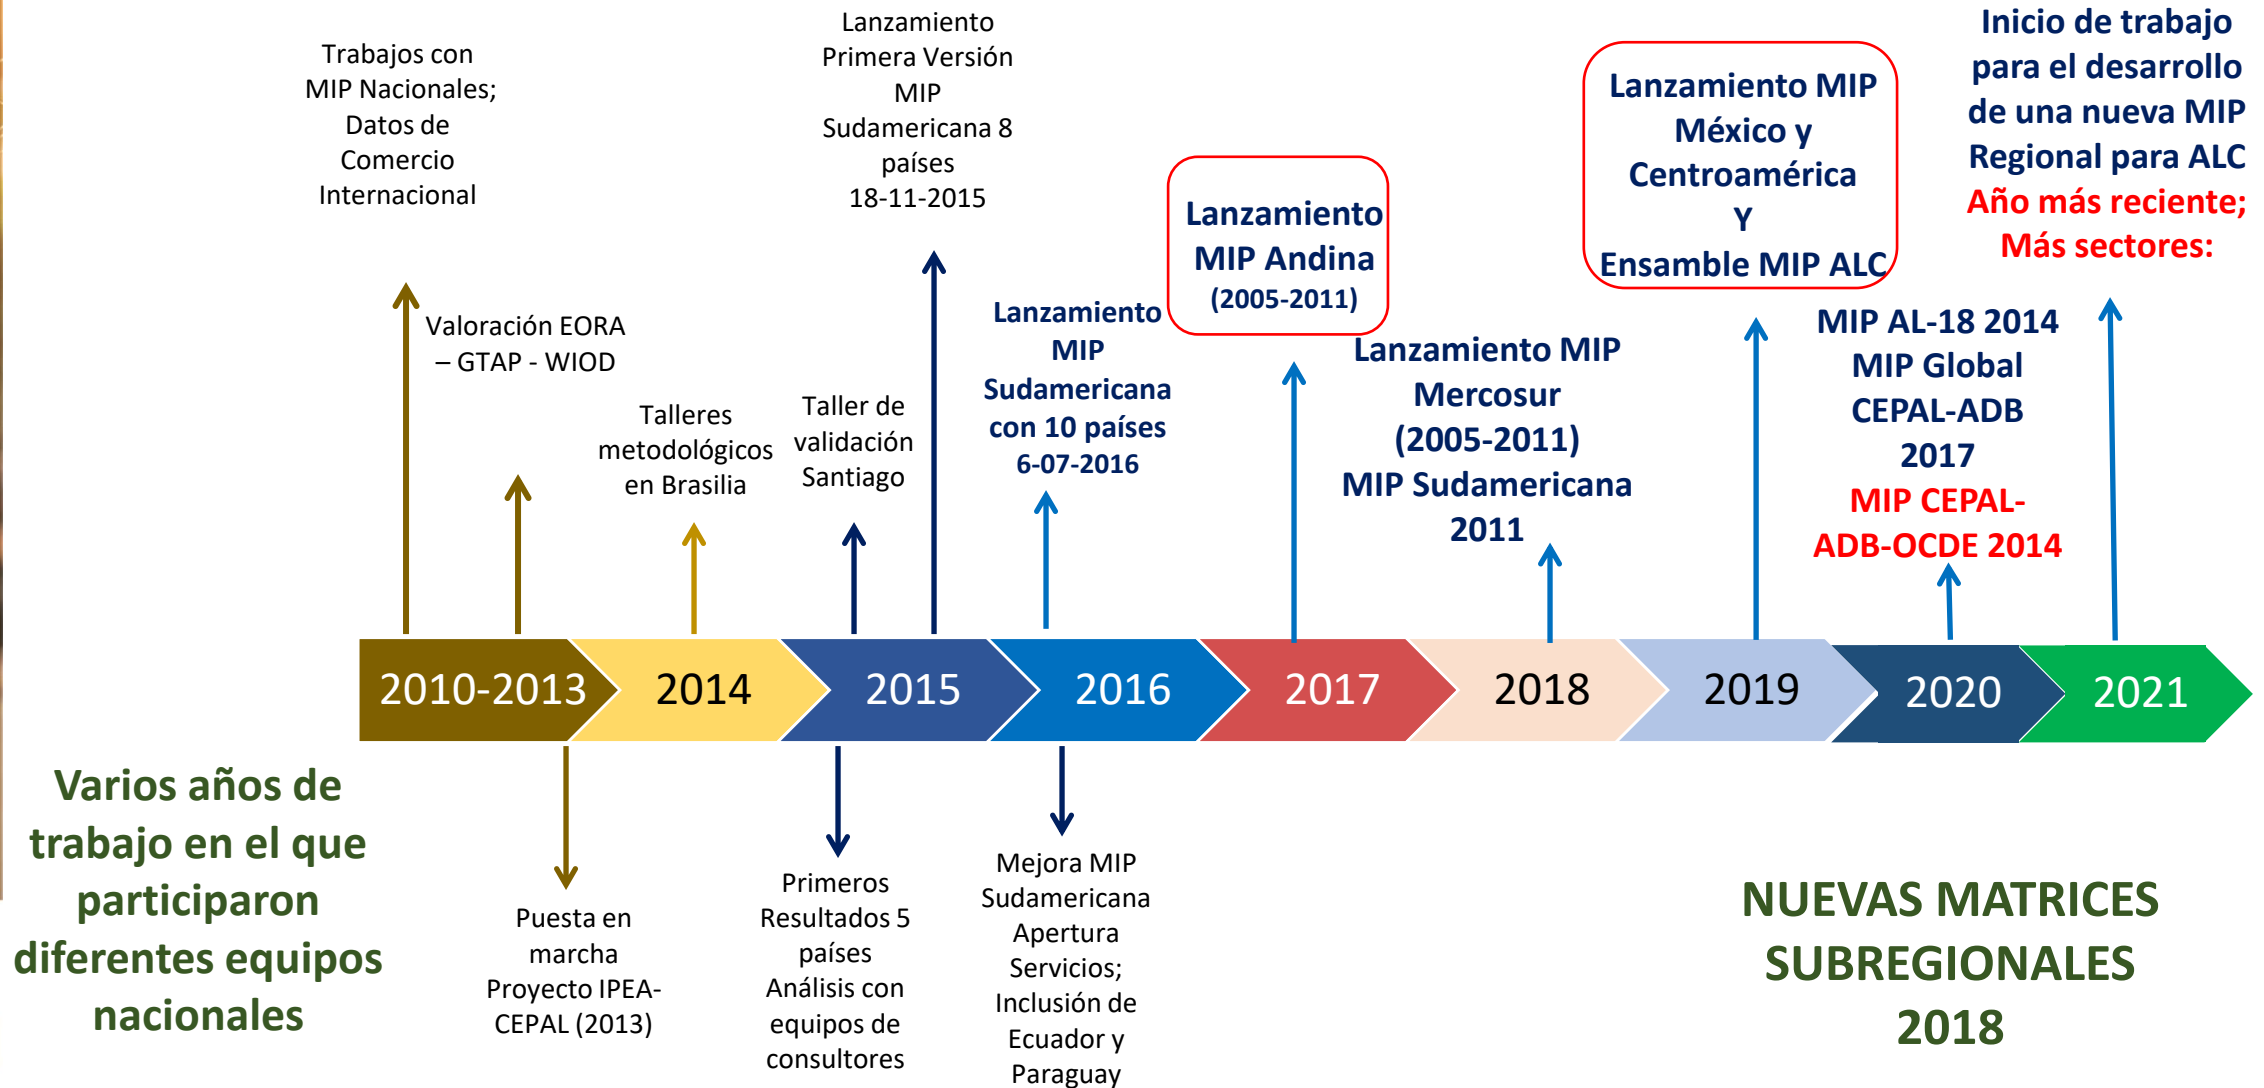 Trabajos con
MIP Nacionales;
Datos de
Comercio
Internacional
Valoración EORA
– GTAP - WIOD
Talleres
metodológicos
en Brasilia
Taller de
validación
Santiago
Lanzamiento
Primera Versión
MIP
Sudamericana 8
países
18-11-2015
Lanzamiento
MIP
Sudamericana
con 10 países
6-07-2016
Lanzamiento
MIP Andina
(2005-2011)
Lanzamiento MIP
Mercosur
(2005-2011)
MIP Sudamericana
2011
Lanzamiento MIP
México y
Centroamérica
Y
Ensamble MIP ALC
MIP AL-18 2014
MIP Global
CEPAL-ADB
2017
MIP CEPAL-
ADB-OCDE 2014
Inicio de trabajo
para el desarrollo
de una nueva MIP
Regional para ALC
Año más reciente;
Más sectores:
2010-2013
2014
2015
2016
2017
2018
2019
2020
2021
Varios años de
trabajo en el que
participaron
diferentes equipos
nacionales
Puesta en
marcha
Proyecto IPEA-
CEPAL (2013)
Primeros
Resultados 5
países
Análisis con
equipos de
consultores
Mejora MIP
Sudamericana
Apertura
Servicios;
Inclusión de
Ecuador y
Paraguay
NUEVAS MATRICES
SUBREGIONALES
2018